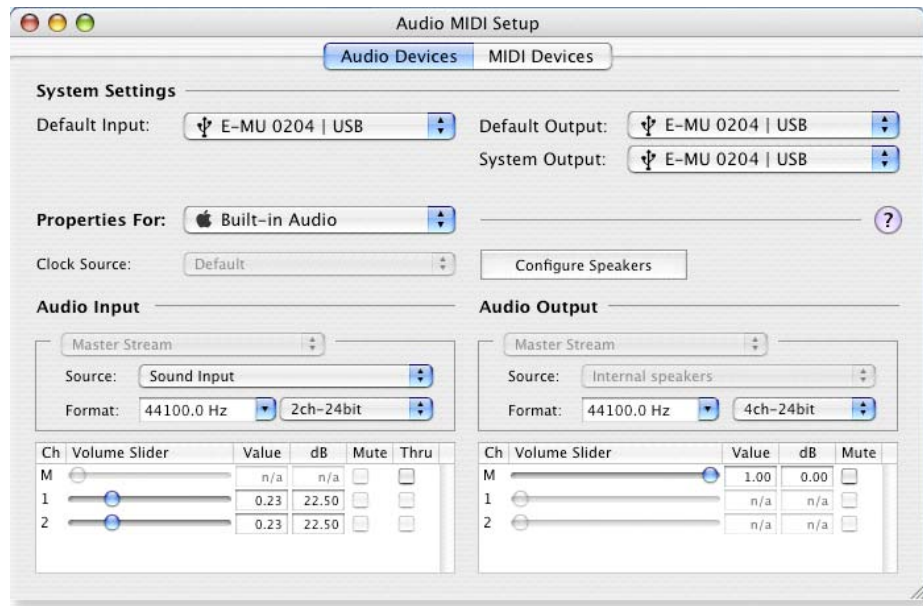 Audio MIDI Setup
Audio Devices MIDI Devices
System Settings
Default Input: E-MU 0204 | USB
Default Output: E-MU 0204 | USB
System Output: E-MU 0204 | USB
Properties For: Built-in Audio ?
Clock Source: Default
Configure Speakers
Audio Input
Master Stream
Source: Sound Input
Format: 44100.0 Hz 2ch-24bit
Ch Volume Slider Value dB Mute Thru
M n/a n/a
1 0.23 22.50
2 0.23 22.50
Audio Output
Master Stream
Source: Internal speakers
Format: 44100.0 Hz 4ch-24bit
Ch Volume Slider Value dB Mute
M 1.00 0.00
1 n/a n/a
2 n/a n/a